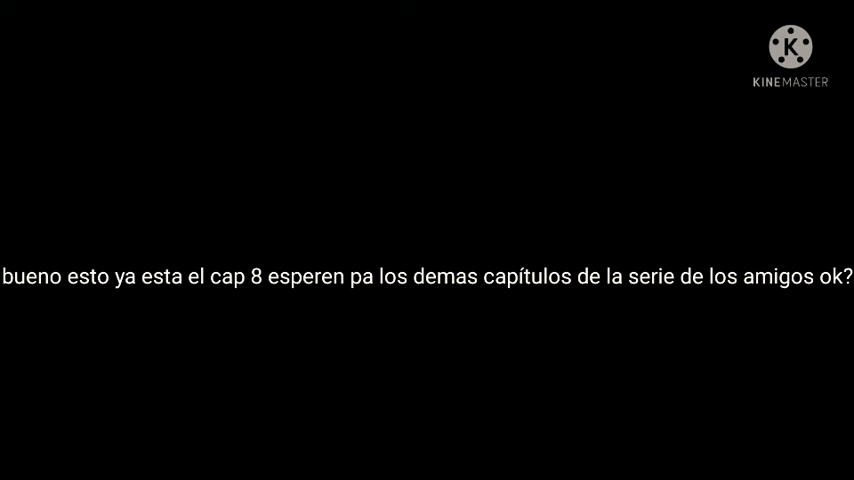 K
KINEMASTER
bueno esto ya esta el cap 8 esperen pa los demas capítulos de la serie de los amigos ok?